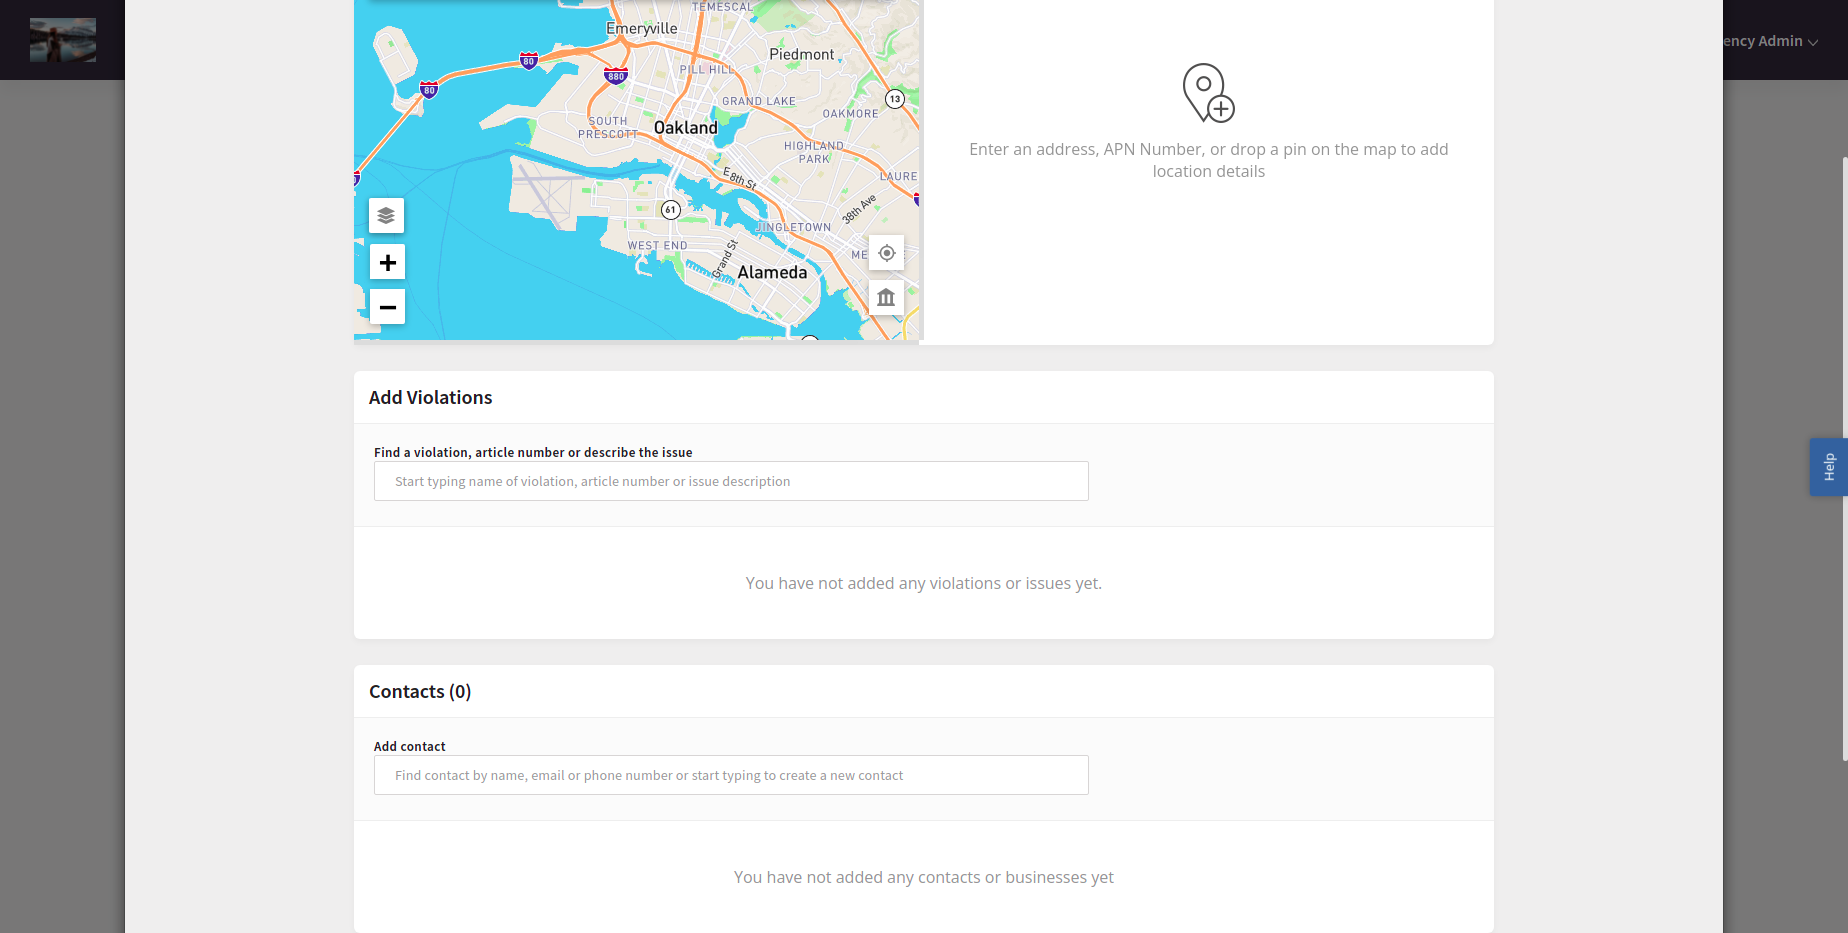 TEMESCAL
Emeryville
Piedmont
80
880
PILL HILL
80
13
GRAND LAKE
OAKMORE
SOUTH
PRESCOTT
Oakland
HIGHLAND
PARK
E 8th St
LAURE
38th Ave
61
JINGLETOWN
WEST END
Grand St
ME
Alameda
ency Admin
Enter an address, APN Number, or drop a pin on the map to add
location details
Add Violations
Find a violation, article number or describe the issue
Start typing name of violation, article number or issue description
You have not added any violations or issues yet.
Help
Contacts (0)
Add contact
Find contact by name, email or phone number or start typing to create a new contact
You have not added any contacts or businesses yet